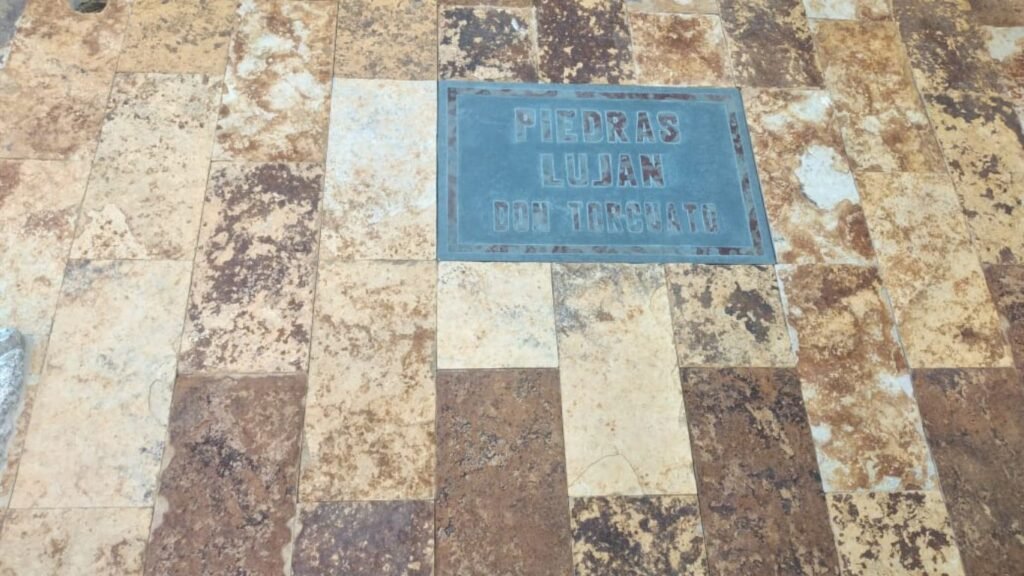 PIEDRAS
LUJAN
DON TORCUATO